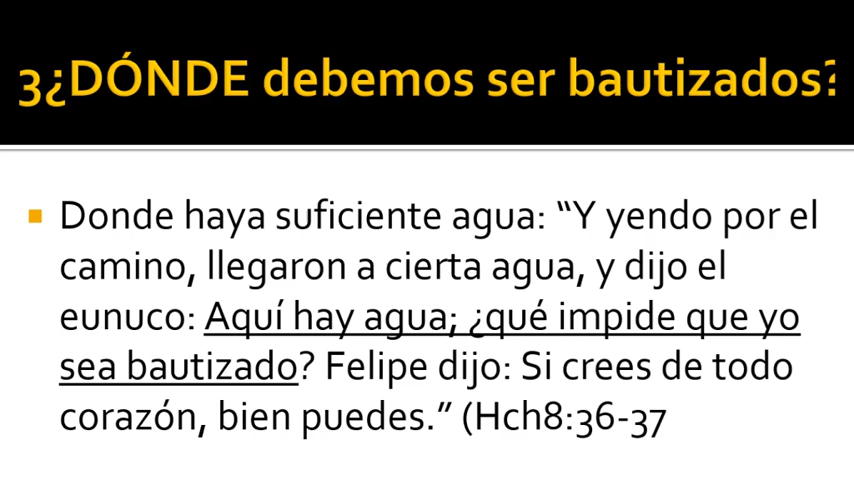 3¿DÓNDE debemos ser bautizados?
Donde haya suficiente agua: “Y yendo por el
camino, llegaron a cierta agua, y dijo el
eunuco: Aquí hay agua; ¿qué impide que yo
sea bautizado? Felipe dijo: Si crees de todo
corazón, bien puedes.” (Hch8:36-37